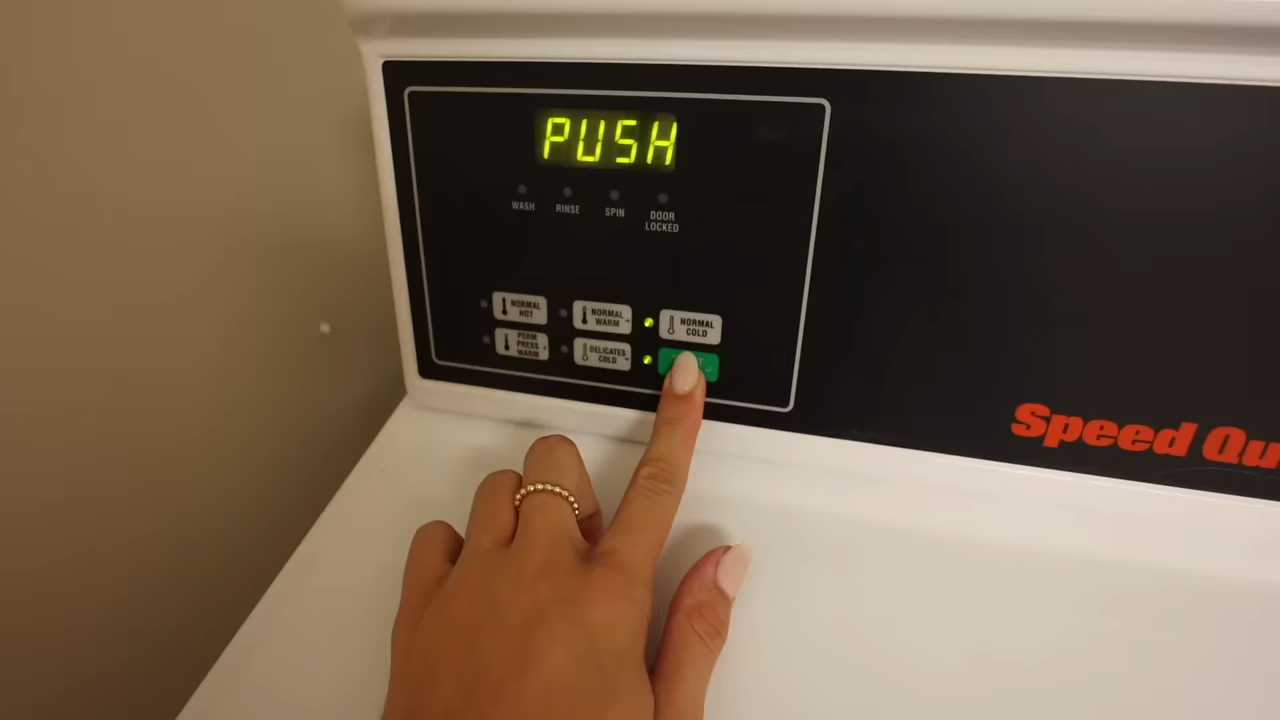 PUSH
WASH
RINSE
SPIN
DOOR
LOCKED
NORMAL
HOT
NORMAL
WARM
NORMAL
COLD
PERM
PRESS
WARM
DELICATES
COLD
Speed Qu